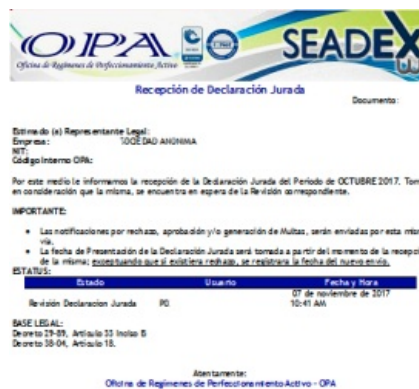 OPA
Oficina de Regimenes de Perfeccionamiento Activo
SEADEX
Recepción de Declaración Jurada
Documento:
Estimado (a) Representante Legal:
Empresa: SOCIEDAD ANONIMA
NIT:
Código Interno OPA:
Por este medio le informamos la recepción de la Declaración Jurada del Periodo de OCTUBRE 2017. Tom
en consideración que la misma, se encuentra en espera de la Revisión correspondiente.
IMPORTANTE:
• Las notificaciones por rechazo, aprobación y/o generación de Multas, serán enviadas por esta mism
vía.
• La fecha de Presentación de la Declaración Jurada será tomada a partir del momento de la recepci
de la misma; exceptuando que si existiera rechazo, se registrara la fecha del nuevo envío.
ESTATUS:
Estado Usuario Fecha y Hora
07 de noviembre de 2017
Revisión Declaracion Jurada 10:41 AM
BASE LEGAL:
Decreto 29-89, Articulo 33 Inciso B
Decreto 38-04, Articulo 18.
Atentamente:
Oficina de Regimenes de Perfeccionamiento Activo - OPA